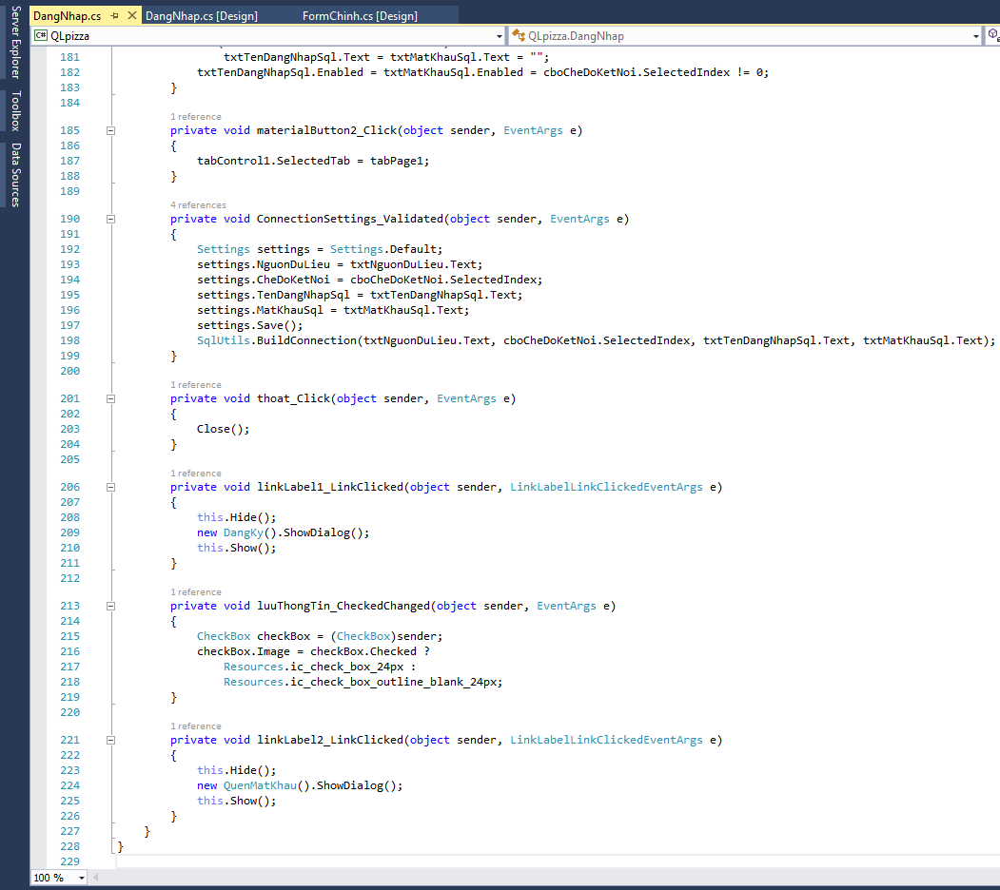 DangNhap.cs DangNhap.cs [Design] FormChinh.cs [Design]
C# QLpizza QLpizza.DangNhap
Server Explorer
Toolbox
Data Sources
181 txtTenDangNhapSql.Text = txtMatKhauSql.Text = "";
182 txtTenDangNhapSql.Enabled = txtMatKhauSql.Enabled = cboCheDoKetNoi.SelectedIndex != 0;
183 }
184
1 reference
185 private void materialButton2_Click(object sender, EventArgs e)
186 {
187 tabControl1.SelectedTab = tabPage1;
188 }
189
4 references
190 private void ConnectionSettings_Validated(object sender, EventArgs e)
191 {
192 Settings settings = Settings.Default;
193 settings.NguonDuLieu = txtNguonDuLieu.Text;
194 settings.CheDoKetNoi = cboCheDoKetNoi.SelectedIndex;
195 settings.TenDangNhapSql = txtTenDangNhapSql.Text;
196 settings.MatKhauSql = txtMatKhauSql.Text;
197 settings.Save();
198 SqlUtils.BuildConnection(txtNguonDuLieu.Text, cboCheDoKetNoi.SelectedIndex, txtTenDangNhapSql.Text, txtMatKhauSql.Text);
199 }
200
1 reference
201 private void thoat_Click(object sender, EventArgs e)
202 {
203 Close();
204 }
205
1 reference
206 private void linkLabel1_LinkClicked(object sender, LinkLabelLinkClickedEventArgs e)
207 {
208 this.Hide();
209 new DangKy().ShowDialog();
210 this.Show();
211 }
212
1 reference
213 private void luuThongTin_CheckedChanged(object sender, EventArgs e)
214 {
215 CheckBox checkBox = (CheckBox)sender;
216 checkBox.Image = checkBox.Checked ?
217 Resources.ic_check_box_24px :
218 Resources.ic_check_box_outline_blank_24px;
219 }
220
1 reference
221 private void linkLabel2_LinkClicked(object sender, LinkLabelLinkClickedEventArgs e)
222 {
223 this.Hide();
224 new QuenMatKhau().ShowDialog();
225 this.Show();
226 }
227 }
228 }
229
100 %